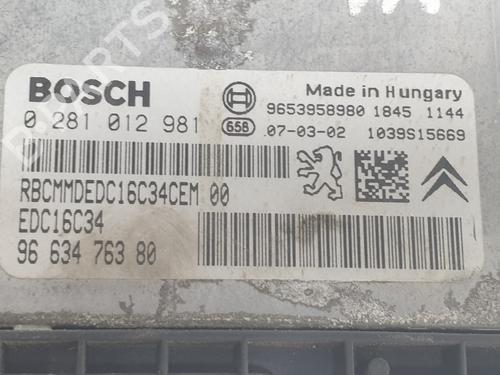 BOSCH
Made in Hungary
9653958980 1845 1144
0 281 012 981
658
07-03-02 1039S15669
RBCMMDEDC16C34CEM 00
EDC16C34
96 634 763 80